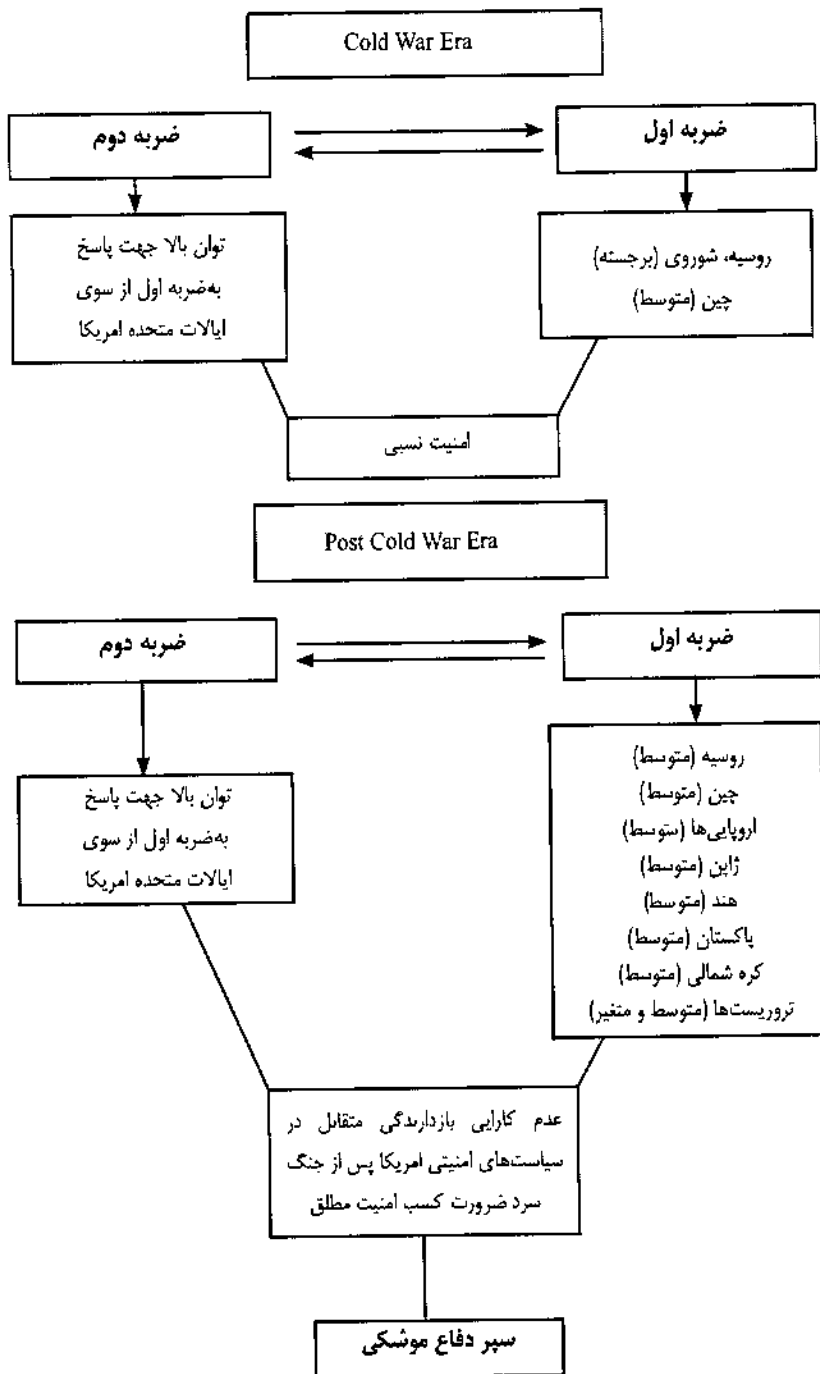 Cold War Era
ضربه اول
ضربه دوم
روسیه، شوروی (برجسته)
چین (متوسط)
توان بالا جهت پاسخ
به‌ضربه اول از سوی
ایالات متحده امریکا
امنیت نسبی
Post Cold War Era
ضربه اول
ضربه دوم
روسیه (متوسط)
چین (متوسط)
اروپایی‌ها (متوسط)
ژاپن (متوسط)
هند (متوسط)
پاکستان (متوسط)
کره شمالی (متوسط)
تروریست‌ها (متوسط و متغیر)
توان بالا جهت پاسخ
به‌ضربه اول از سوی
ایالات متحده امریکا
عدم کارایی بازدارندگی متقابل در
سیاست‌های امنیتی امریکا پس از جنگ
سرد ضرورت کسب امنیت مطلق
سپر دفاع موشکی